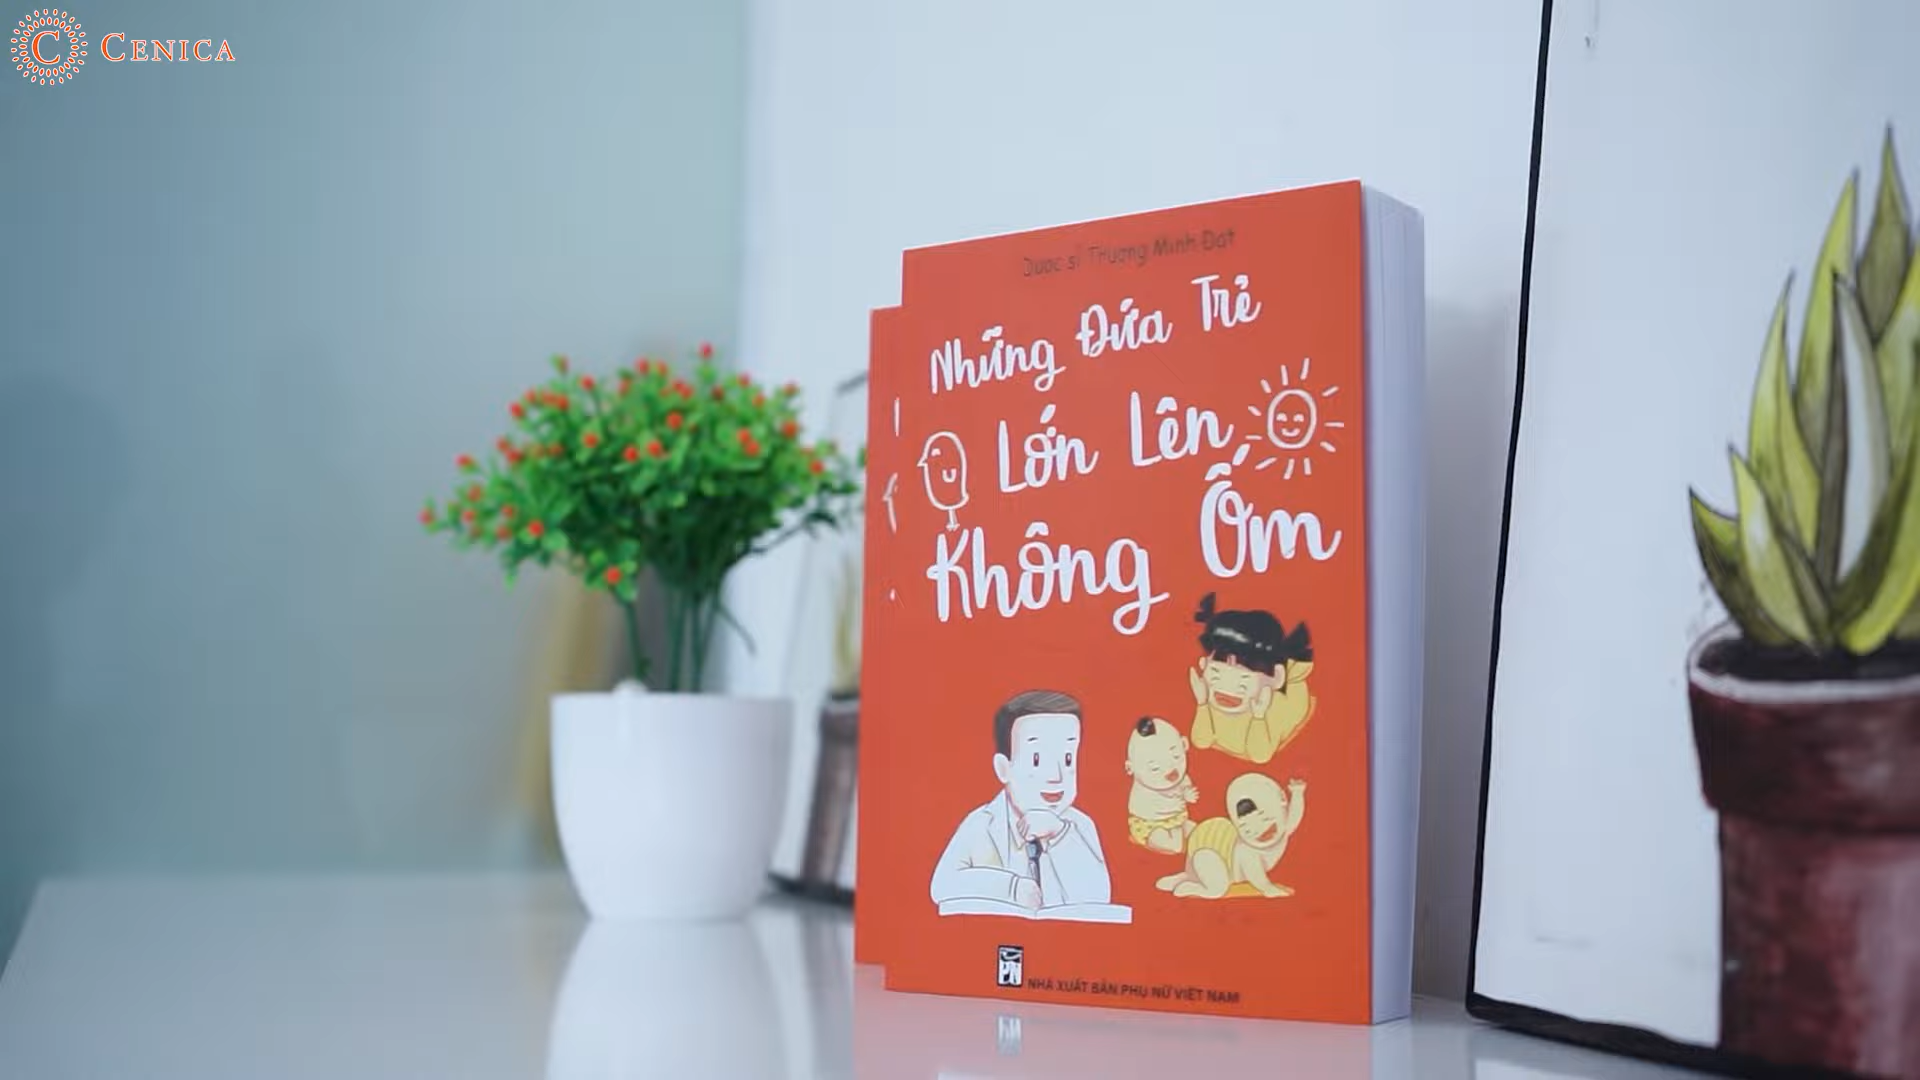 CENICA
Dược sĩ Trương Minh Đạt
Những Đứa Trẻ
Lớn Lên
Không Ốm
PN
NHÀ XUẤT BẢN PHỤ NỮ VIỆT NAM